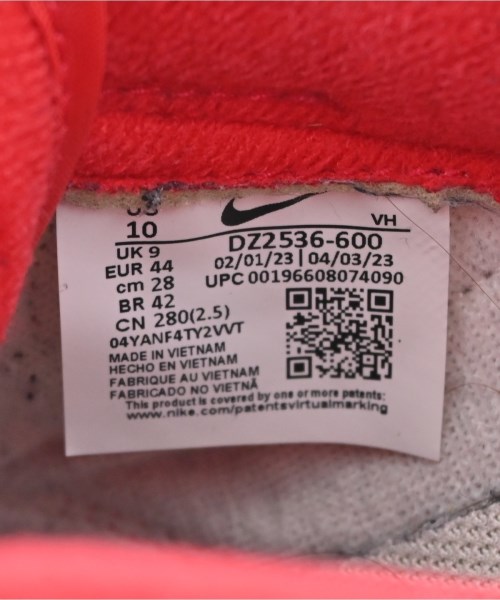 US
10
UK 9
EUR 44
cm 28
BR 42
CN 280(2.5)
04YANF4TY2VVT
VH
DZ2536-600
02/01/23 | 04/03/23
UPC 00196608074090
MADE IN VIETNAM
HECHO EN VIETNAM
FABRIQUE AU VIETNAM
FABRICADO NO VIETNÃ
This product is covered by one or more patents:
www.nike.com/patentsvirtualmarking